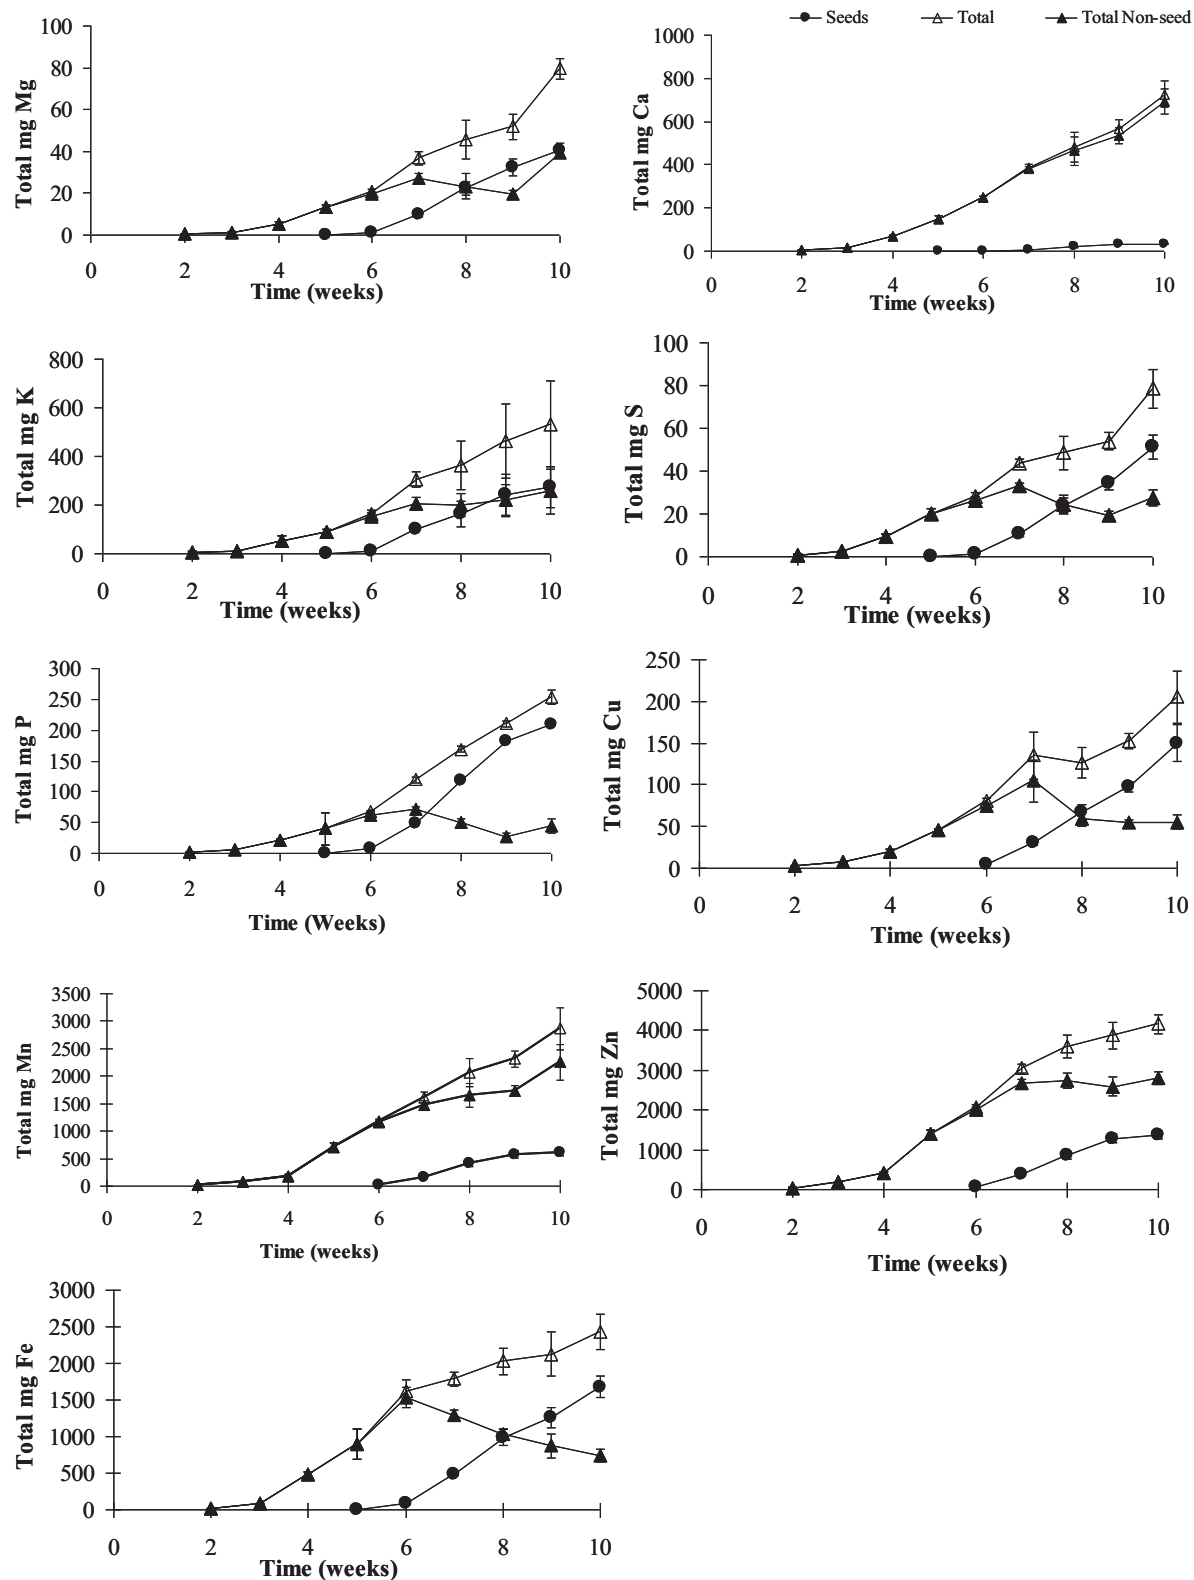 Seeds Total Total Non-seed
Total mg Mg
100
80
60
40
20
0
0 2 4 6 8 10
Time (weeks)
Total mg Ca
1000
800
600
400
200
0
0 2 4 6 8 10
Time (weeks)
Total mg K
800
600
400
200
0
0 2 4 6 8 10
Time (weeks)
Total mg S
100
80
60
40
20
0
0 2 4 6 8 10
Time (weeks)
Total mg P
300
250
200
150
100
50
0
0 2 4 6 8 10
Time (Weeks)
Total mg Cu
250
200
150
100
50
0
0 2 4 6 8 10
Time (weeks)
Total mg Mn
3500
3000
2500
2000
1500
1000
500
0
0 2 4 6 8 10
Time (weeks)
Total mg Zn
5000
4000
3000
2000
1000
0
0 2 4 6 8 10
Time (weeks)
Total mg Fe
3000
2500
2000
1500
1000
500
0
0 2 4 6 8 10
Time (weeks)